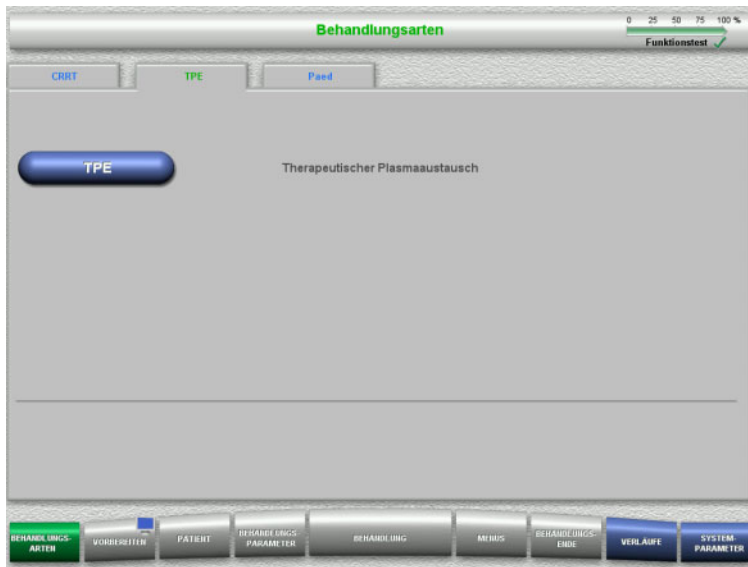 Behandlungsarten
0 25 50 75 100 %
Funktionstest
CRRT TPE Paed
TPE Therapeutischer Plasmaaustausch
BEHANDLUNGS-
ARTEN
VORBEREITEN
PATIENT
BEHANDLUNGS-
PARAMETER
BEHANDLUNG
MENUS
BEHANDLUNGS-
ENDE
VERLÄUFE
SYSTEM-
PARAMETER